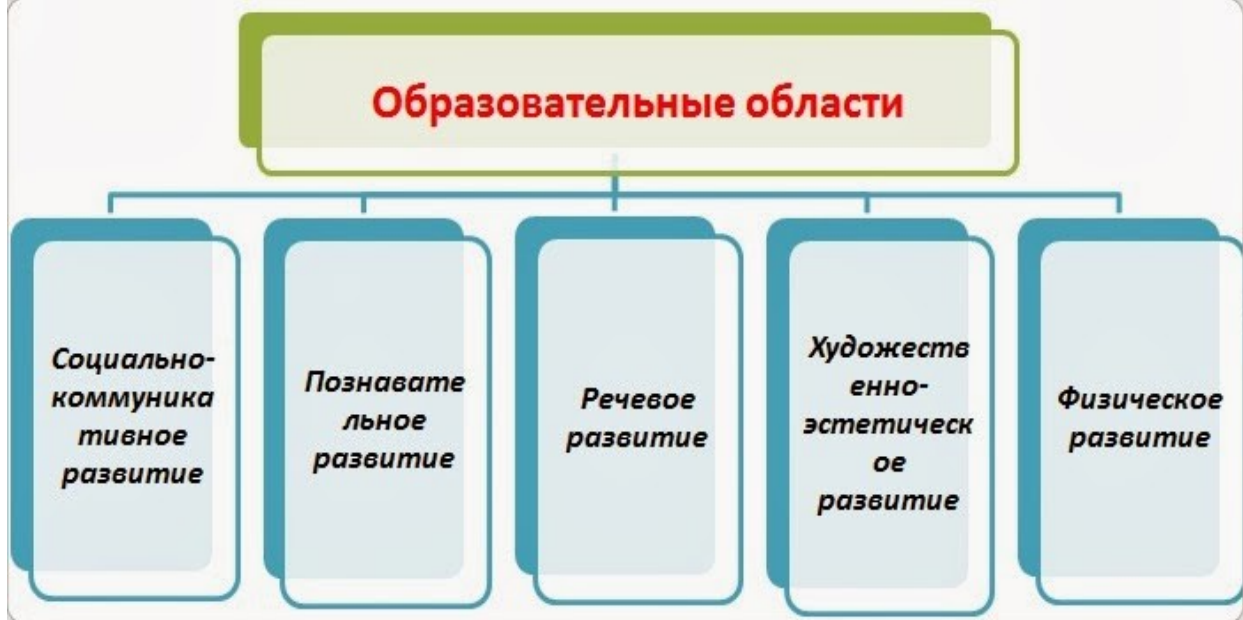 Образовательные области
Социально-
коммуника
тивное
развитие
Познавате
льное
развитие
Речевое
развитие
Художеств
енно-
эстетическ
ое
развитие
Физическое
развитие